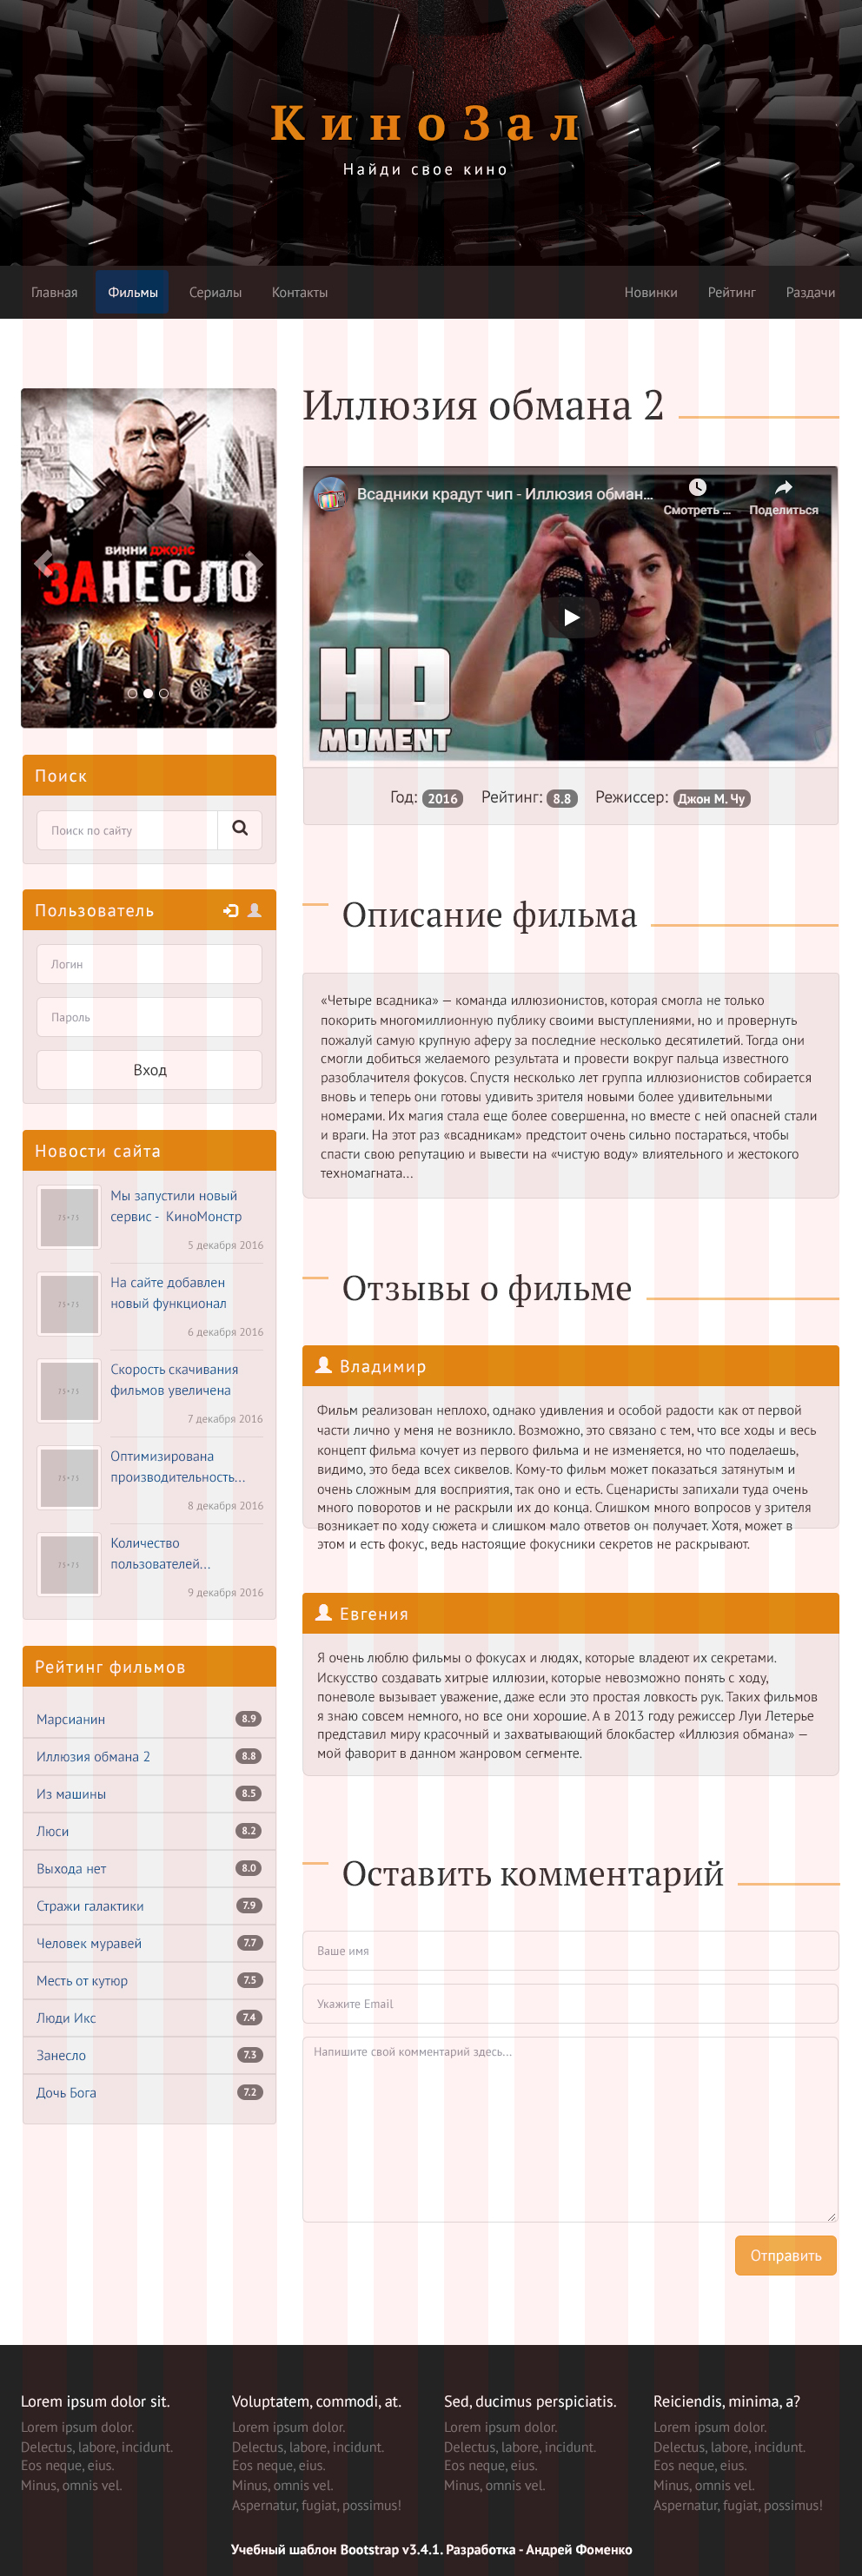 КиноЗал
Найди свое кино
Главная Фильмы Сериалы Контакты Новинки Рейтинг Раздачи
ВИННИ ДЖОНС
ЗАНЕСЛО
Поиск
Поиск по сайту
Пользователь
Логин
Пароль
Вход
Новости сайта
75×75
Мы запустили новый
сервис - КиноМонстр
5 декабря 2016
75×75
На сайте добавлен
новый функционал
6 декабря 2016
75×75
Скорость скачивания
фильмов увеличена
7 декабря 2016
75×75
Оптимизирована
производительность...
8 декабря 2016
75×75
Количество
пользователей...
9 декабря 2016
Рейтинг фильмов
Марсианин 8.9
Иллюзия обмана 2 8.8
Из машины 8.5
Люси 8.2
Выхода нет 8.0
Стражи галактики 7.9
Человек муравей 7.7
Месть от кутюр 7.5
Люди Икс 7.4
Занесло 7.3
Дочь Бога 7.2
Иллюзия обмана 2
Всадники крадут чип - Иллюзия обман...
Смотреть ... Поделиться
HD
MOMENT
Год: 2016 Рейтинг: 8.8 Режиссер: Джон М. Чу
Описание фильма
«Четыре всадника» — команда иллюзионистов, которая смогла не только
покорить многомиллионную публику своими выступлениями, но и провернуть
пожалуй самую крупную аферу за последние несколько десятилетий. Тогда они
смогли добиться желаемого результата и провести вокруг пальца известного
разоблачителя фокусов. Спустя несколько лет группа иллюзионистов собирается
вновь и теперь они готовы удивить зрителя новыми более удивительными
номерами. Их магия стала еще более совершенна, но вместе с ней опасней стали
и враги. На этот раз «всадникам» предстоит очень сильно постараться, чтобы
спасти свою репутацию и вывести на «чистую воду» влиятельного и жестокого
техномагната...
Отзывы о фильме
Владимир
Фильм реализован неплохо, однако удивления и особой радости как от первой
части лично у меня не возникло. Возможно, это связано с тем, что все ходы и весь
концепт фильма кочует из первого фильма и не изменяется, но что поделаешь,
видимо, это беда всех сиквелов. Кому-то фильм может показаться затянутым и
очень сложным для восприятия, так оно и есть. Сценаристы запихали туда очень
много поворотов и не раскрыли их до конца. Слишком много вопросов у зрителя
возникает по ходу сюжета и слишком мало ответов он получает. Хотя, может в
этом и есть фокус, ведь настоящие фокусники секретов не раскрывают.
Евгения
Я очень люблю фильмы о фокусах и людях, которые владеют их секретами.
Искусство создавать хитрые иллюзии, которые невозможно понять с ходу,
поневоле вызывает уважение, даже если это простая ловкость рук. Таких фильмов
я знаю совсем немного, но все они хорошие. А в 2013 году режиссер Луи Летерье
представил миру красочный и захватывающий блокбастер «Иллюзия обмана» —
мой фаворит в данном жанровом сегменте.
Оставить комментарий
Ваше имя
Укажите Email
Напишите свой комментарий здесь...
Отправить
Lorem ipsum dolor sit.
Lorem ipsum dolor.
Delectus, labore, incidunt.
Eos neque, eius.
Minus, omnis vel.
Voluptatem, commodi, at.
Lorem ipsum dolor.
Delectus, labore, incidunt.
Eos neque, eius.
Minus, omnis vel.
Aspernatur, fugiat, possimus!
Sed, ducimus perspiciatis.
Lorem ipsum dolor.
Delectus, labore, incidunt.
Eos neque, eius.
Minus, omnis vel.
Reiciendis, minima, a?
Lorem ipsum dolor.
Delectus, labore, incidunt.
Eos neque, eius.
Minus, omnis vel.
Aspernatur, fugiat, possimus!
Учебный шаблон Bootstrap v3.4.1. Разработка - Андрей Фоменко